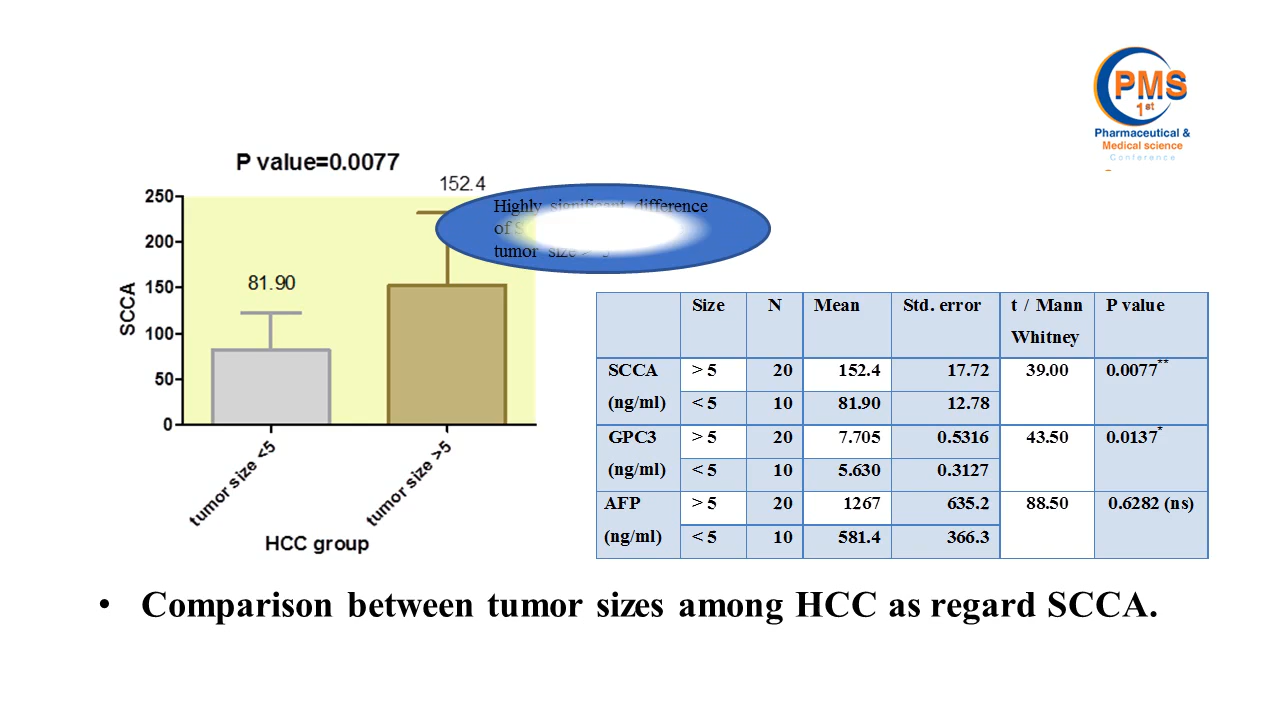 PMS
1st
Pharmaceutical &
Medical science
Conference
P value=0.0077
152.4
81.90
250
200
150
100
50
0
SCCA
tumor size <5
tumor size >5
HCC group
Highly significant difference
of
tumor size >
Size N Mean Std. error t / Mann Whitney P value
SCCA (ng/ml) > 5 20 152.4 17.72 39.00 0.0077**
< 5 10 81.90 12.78
GPC3 (ng/ml) > 5 20 7.705 0.5316 43.50 0.0137*
< 5 10 5.630 0.3127
AFP (ng/ml) > 5 20 1267 635.2 88.50 0.6282 (ns)
< 5 10 581.4 366.3
• Comparison between tumor sizes among HCC as regard SCCA.